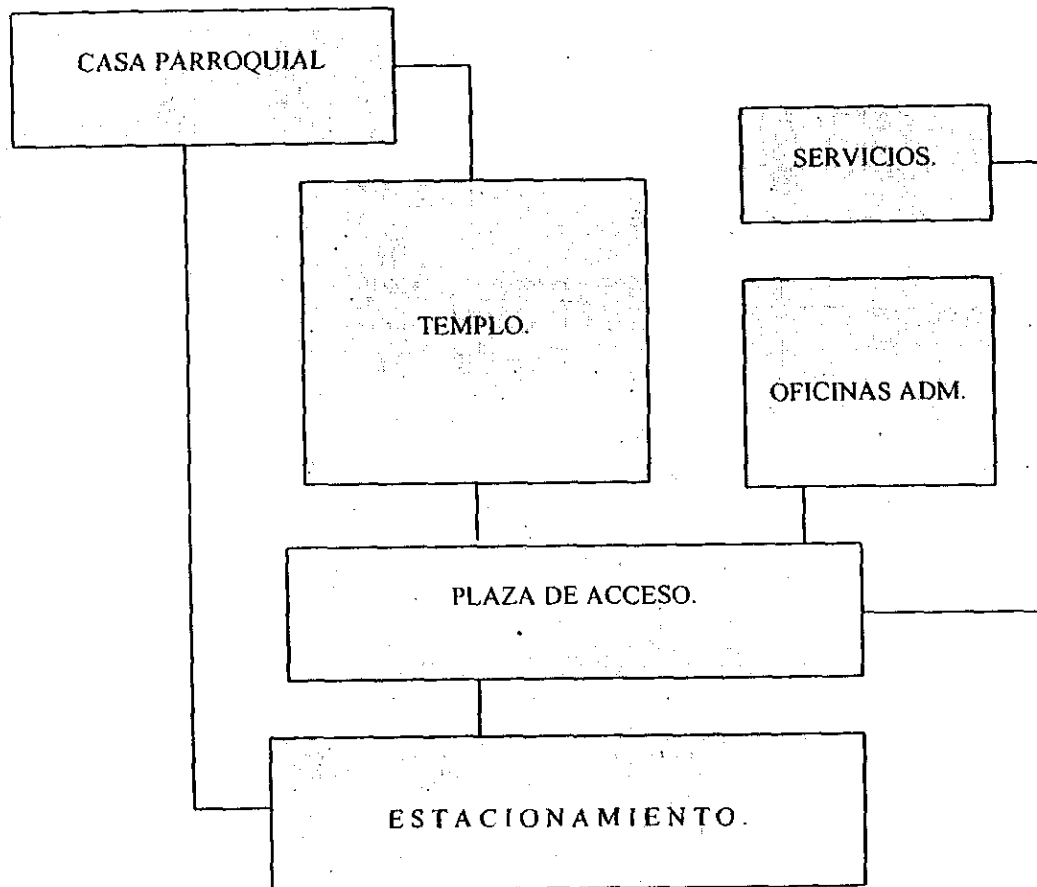 CASA PARROQUIAL
SERVICIOS.
TEMPLO.
OFICINAS ADM.
PLAZA DE ACCESO.
ESTACIONAMIENTO.